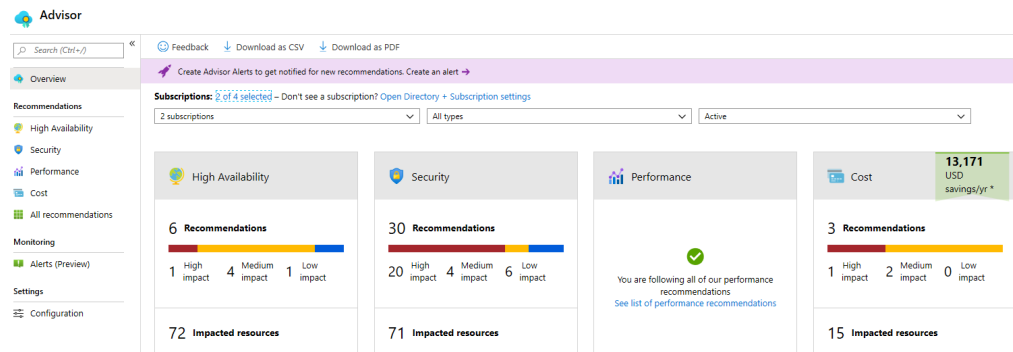 Advisor
Search (Ctrl+/)
«
Overview
Recommendations
High Availability
Security
Performance
Cost
All recommendations
Monitoring
Alerts (Preview)
Settings
Configuration
Feedback
Download as CSV
Download as PDF
Create Advisor Alerts to get notified for new recommendations. Create an alert →
Subscriptions: 2 of 4 selected – Don't see a subscription? Open Directory + Subscription settings
2 subscriptions
All types
Active
High Availability
6 Recommendations
1 High impact
4 Medium impact
1 Low impact
72 Impacted resources
Security
30 Recommendations
20 High impact
4 Medium impact
6 Low impact
71 Impacted resources
Performance
You are following all of our performance
recommendations
See list of performance recommendations
Cost
13,171
USD
savings/yr *
3 Recommendations
1 High impact
2 Medium impact
0 Low impact
15 Impacted resources